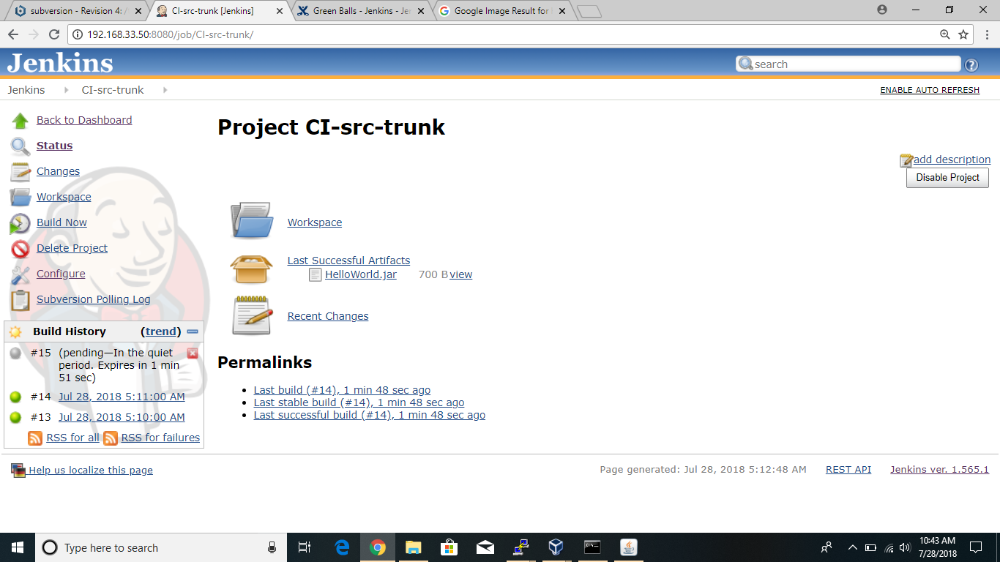 subversion - Revision 4:
CI-src-trunk [Jenkins]
Green Balls - Jenkins - Je
Google Image Result for
192.168.33.50:8080/job/CI-src-trunk/
Jenkins
search
?
Jenkins
CI-src-trunk
ENABLE AUTO REFRESH
Back to Dashboard
Status
Changes
Workspace
Build Now
Delete Project
Configure
Subversion Polling Log
Build History (trend)
#15 (pending—In the quiet
period. Expires in 1 min
51 sec)
#14 Jul 28, 2018 5:11:00 AM
#13 Jul 28, 2018 5:10:00 AM
RSS for all RSS for failures
Project CI-src-trunk
add description
Disable Project
Workspace
Last Successful Artifacts
HelloWorld.jar 700 B view
Recent Changes
Permalinks
Last build (#14), 1 min 48 sec ago
Last stable build (#14), 1 min 48 sec ago
Last successful build (#14), 1 min 48 sec ago
Help us localize this page
Page generated: Jul 28, 2018 5:12:48 AM
REST API
Jenkins ver. 1.565.1
Type here to search
10:43 AM
7/28/2018